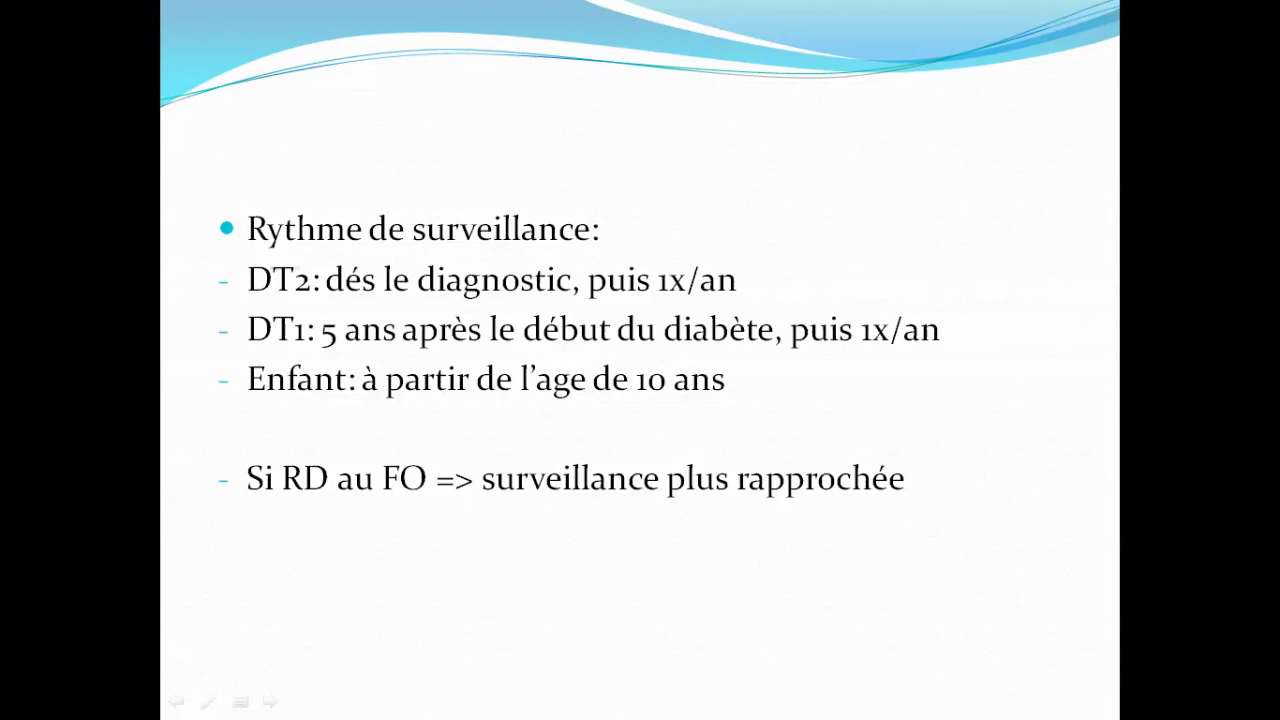 • Rythme de surveillance:
- DT2: dés le diagnostic, puis 1x/an
- DT1: 5 ans après le début du diabète, puis 1x/an
- Enfant: à partir de l’age de 10 ans
- Si RD au FO => surveillance plus rapprochée